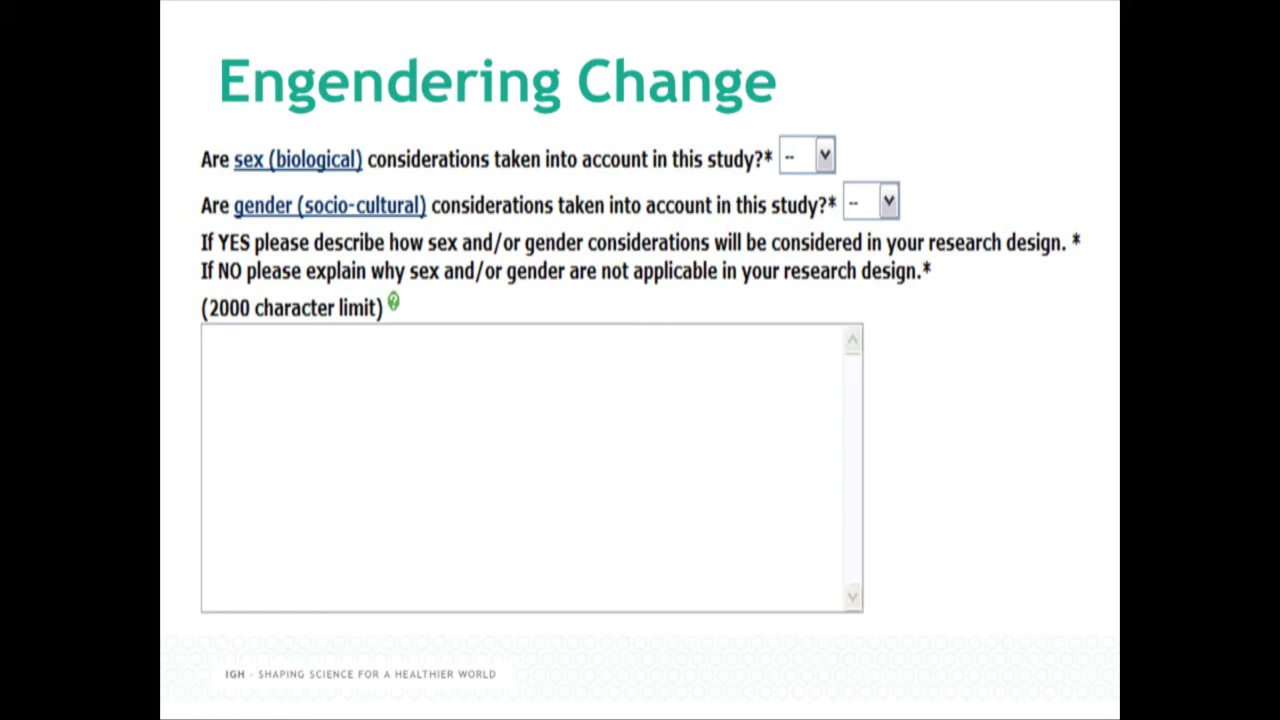 Engendering Change
Are sex (biological) considerations taken into account in this study?* --
Are gender (socio-cultural) considerations taken into account in this study?* --
If YES please describe how sex and/or gender considerations will be considered in your research design. *
If NO please explain why sex and/or gender are not applicable in your research design.*
(2000 character limit) ?
IGH - SHAPING SCIENCE FOR A HEALTHIER WORLD